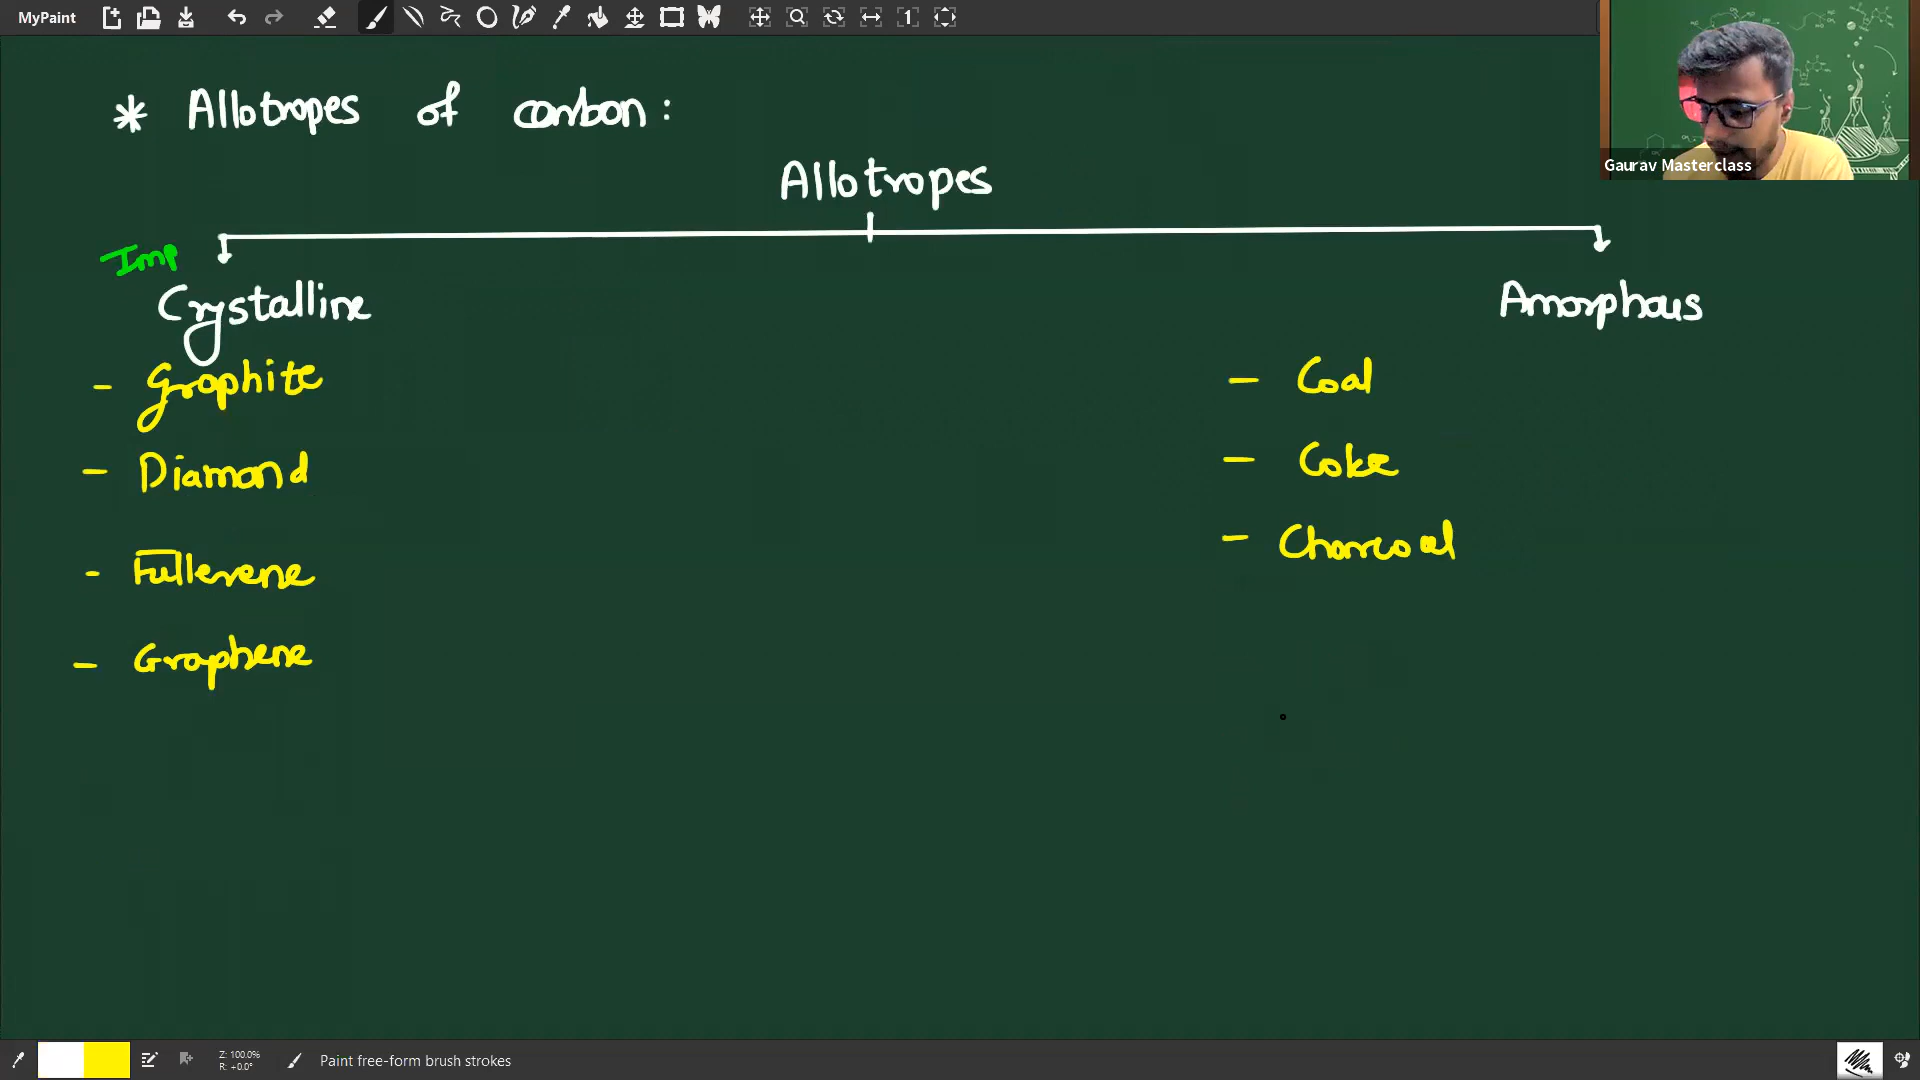 MyPaint
* Allotropes of carbon:
Allotropes
Imp
Crystalline
Amorphous
- Graphite
- Coal
- Diamond
- Coke
- Charcoal
- Fullerene
- Graphene
Gaurav Masterclass
Z: 100.0%
R: +0.0°
Paint free-form brush strokes